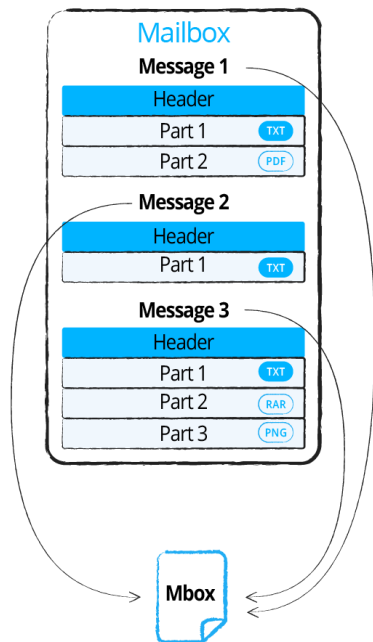 Mailbox
Message 1
Header
Part 1 TXT
Part 2 PDF
Message 2
Header
Part 1 TXT
Message 3
Header
Part 1 TXT
Part 2 RAR
Part 3 PNG
Mbox